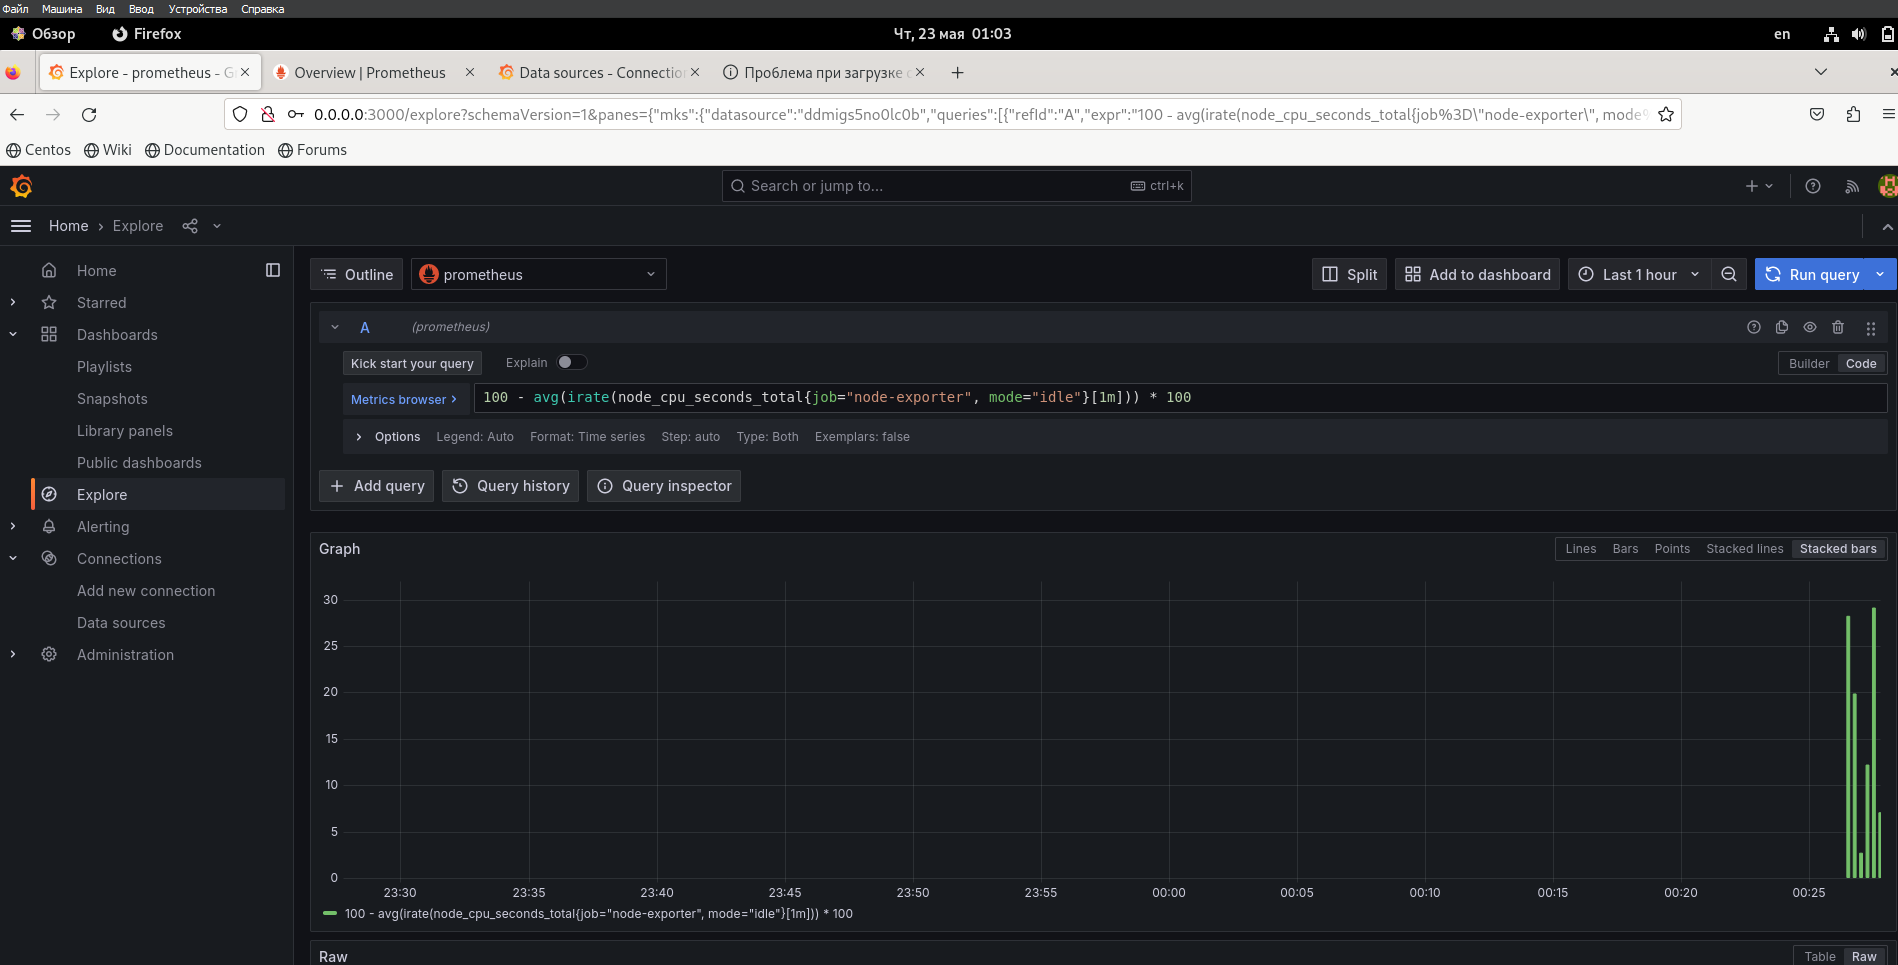 Файл Машина Вид Ввод Устройства Справка
Обзор Firefox Чт, 23 мая 01:03 en
Explore - prometheus - G Overview | Prometheus Data sources - Connection Проблема при загрузке
0.0.0.0:3000/explore?schemaVersion=1&panes={"mks":{"datasource":"ddmigs5no0lc0b","queries":[{"refId":"A","expr":"100 - avg(irate(node_cpu_seconds_total{job%3D\"node-exporter\", mode%
Centos Wiki Documentation Forums
Search or jump to... ctrl+k
Home › Explore
Home
Starred
Dashboards
Playlists
Snapshots
Library panels
Public dashboards
Explore
Alerting
Connections
Add new connection
Data sources
Administration
Outline prometheus Split Add to dashboard Last 1 hour Run query
A (prometheus)
Kick start your query Explain Builder Code
Metrics browser > 100 - avg(irate(node_cpu_seconds_total{job="node-exporter", mode="idle"}[1m])) * 100
Options Legend: Auto Format: Time series Step: auto Type: Both Exemplars: false
+ Add query Query history Query inspector
Graph Lines Bars Points Stacked lines Stacked bars
30
25
20
15
10
5
0
23:30 23:35 23:40 23:45 23:50 23:55 00:00 00:05 00:10 00:15 00:20 00:25
100 - avg(irate(node_cpu_seconds_total{job="node-exporter", mode="idle"}[1m])) * 100
Raw Table Raw